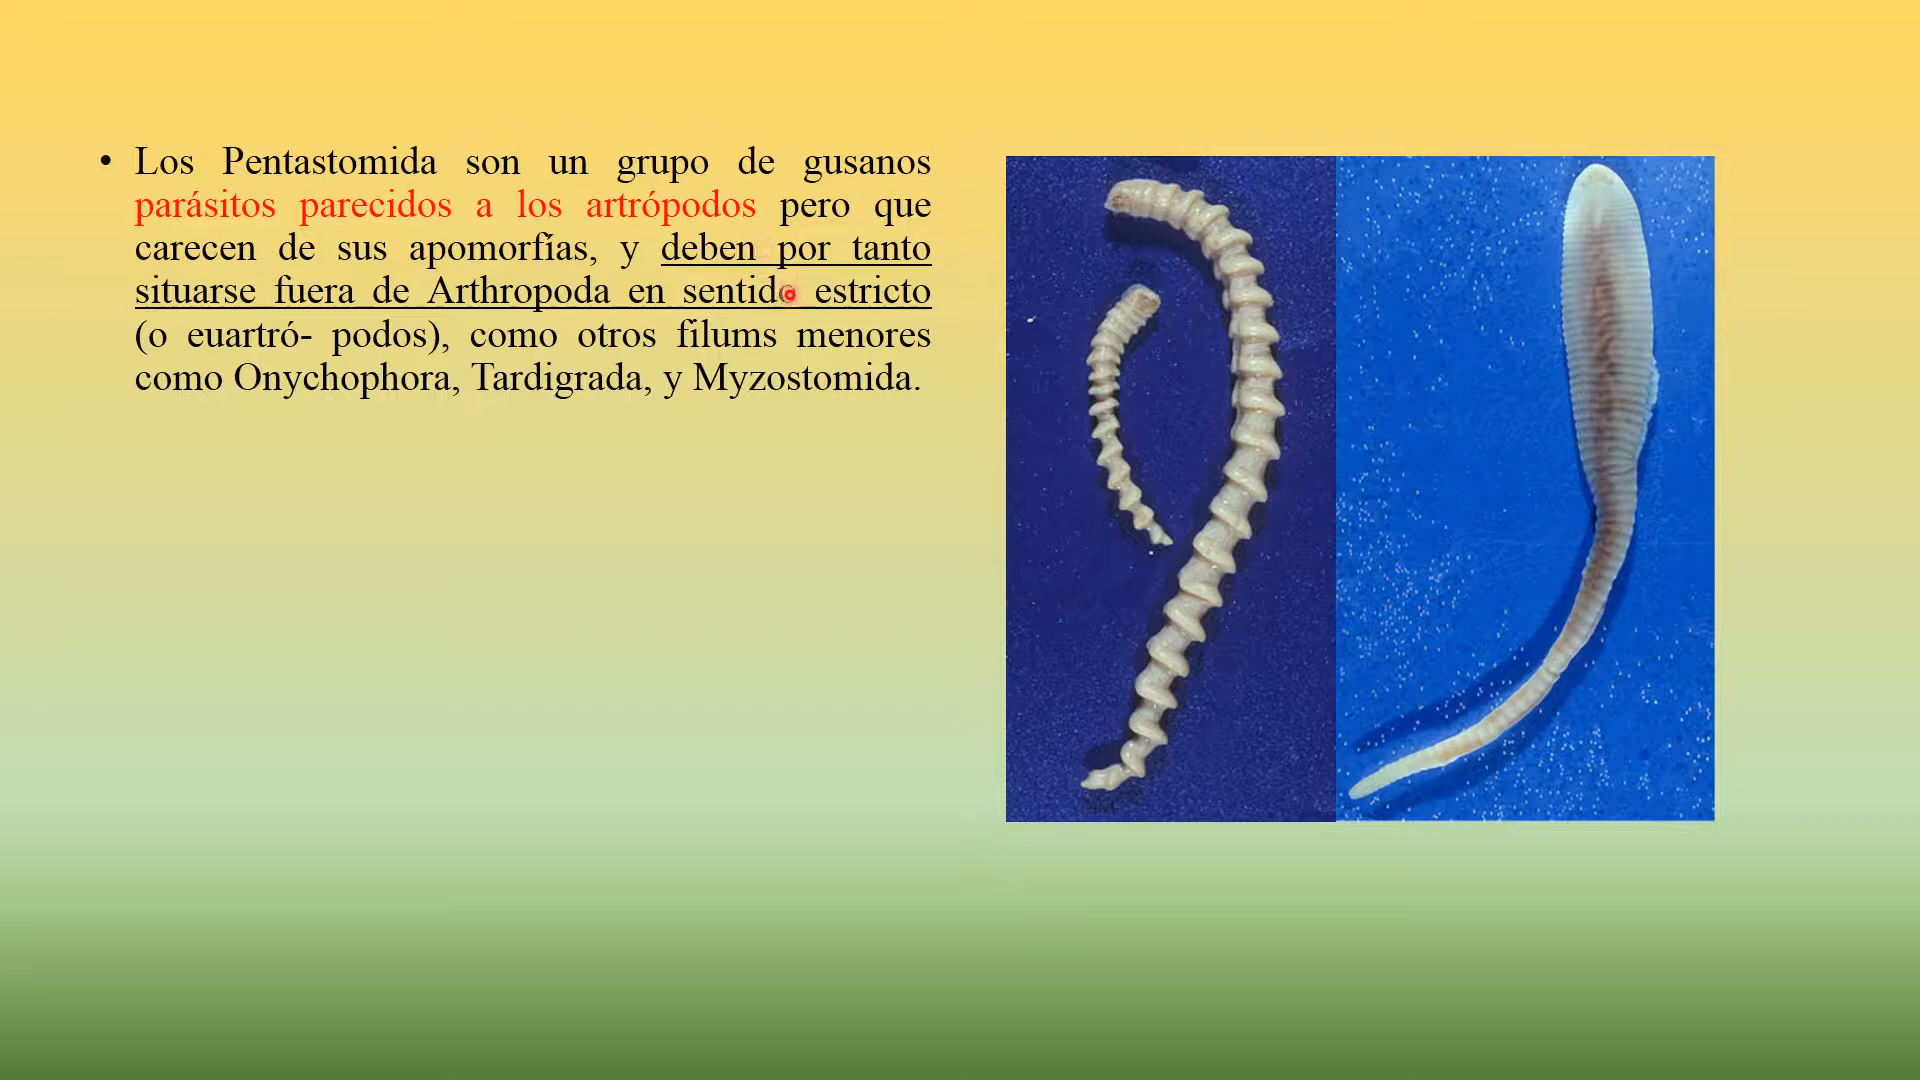 • Los Pentastomida son un grupo de gusanos
parásitos parecidos a los artrópodos pero que
carecen de sus apomorfías, y deben por tanto
situarse fuera de Arthropoda en sentido estricto
(o euartró- podos), como otros filums menores
como Onychophora, Tardigrada, y Myzostomida.